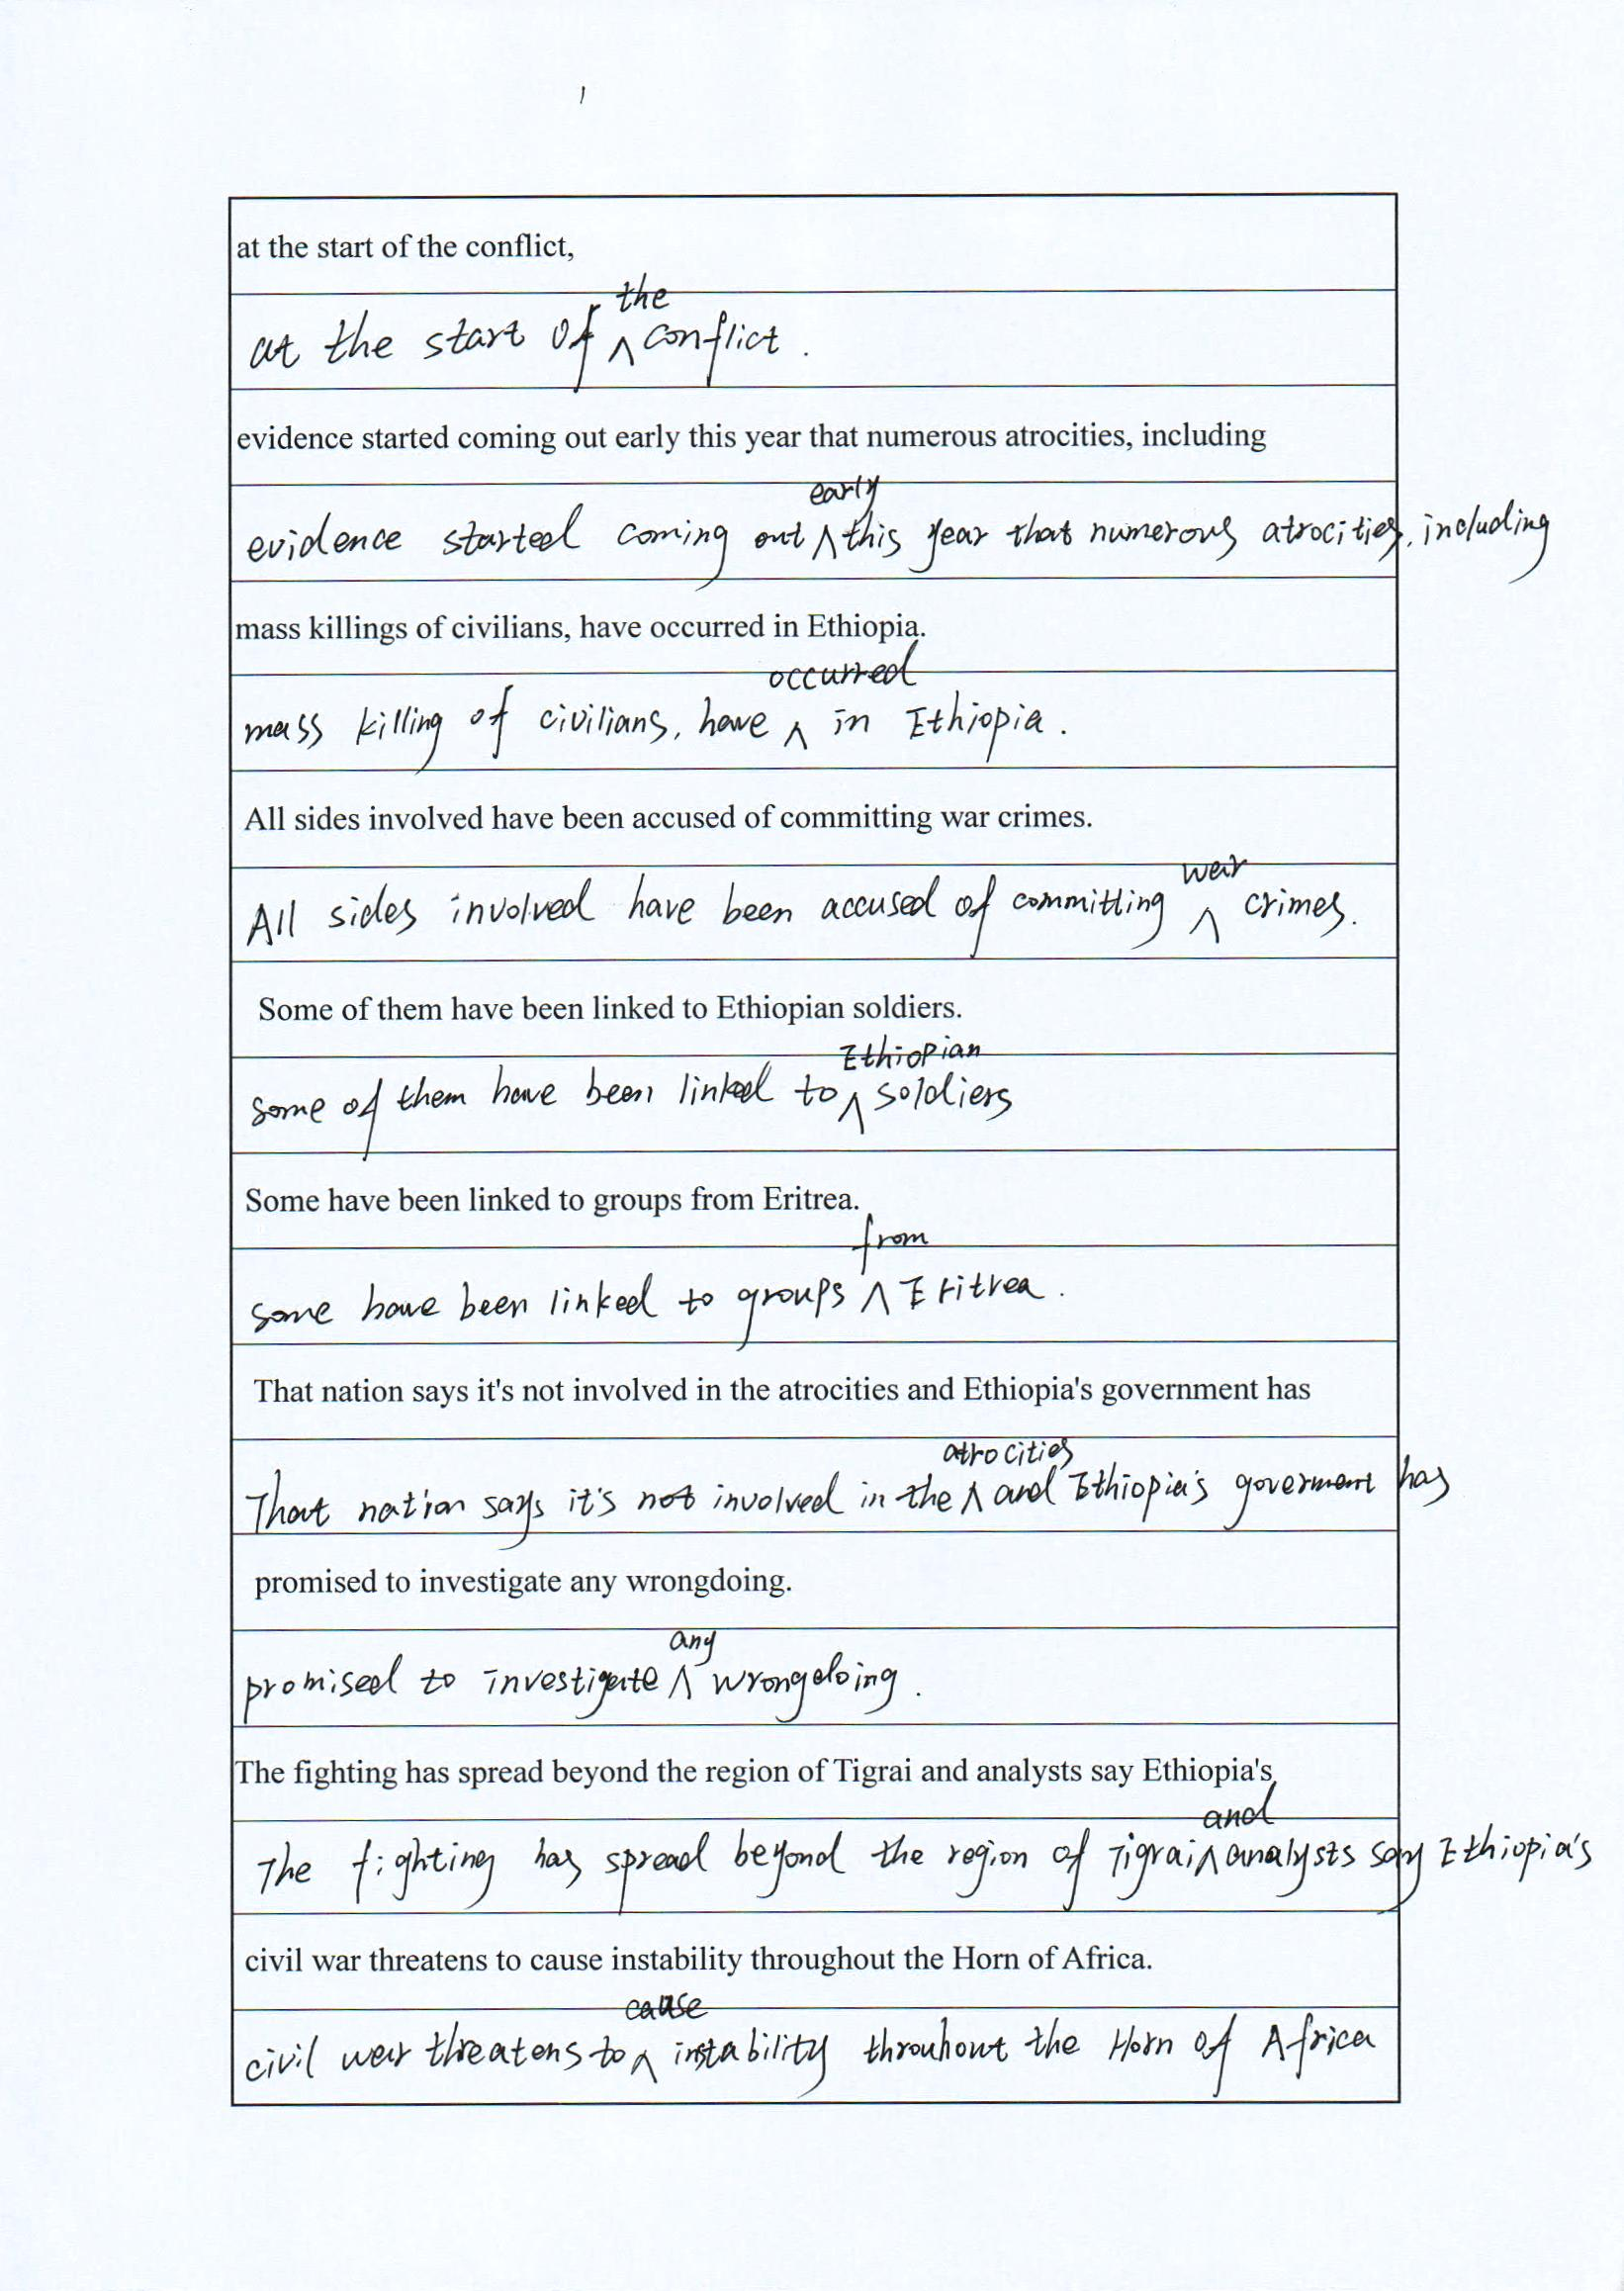 at the start of the conflict,
at the start of ^the conflict.
evidence started coming out early this year that numerous atrocities, including
evidence started coming out ^early this year that numerous atrocities, including
mass killings of civilians, have occurred in Ethiopia.
mass killing of civilians, have ^occurred in Ethiopia.
All sides involved have been accused of committing war crimes.
All sides involved have been accused of committing ^war crimes.
Some of them have been linked to Ethiopian soldiers.
some of them have been linked to ^Ethiopian soldiers
Some have been linked to groups from Eritrea.
some have been linked to groups ^from Eritrea.
That nation says it's not involved in the atrocities and Ethiopia's government has
That nation says it's not involved in the ^atrocities and Ethiopia's goverment has
promised to investigate any wrongdoing.
promised to investigate ^any wrongdoing.
The fighting has spread beyond the region of Tigrai and analysts say Ethiopia's
The fighting has spread beyond the region of Tigrai ^and analysts say Ethiopia's
civil war threatens to cause instability throughout the Horn of Africa.
civil war threatens to ^cause instability throuhout the Horn of Africa